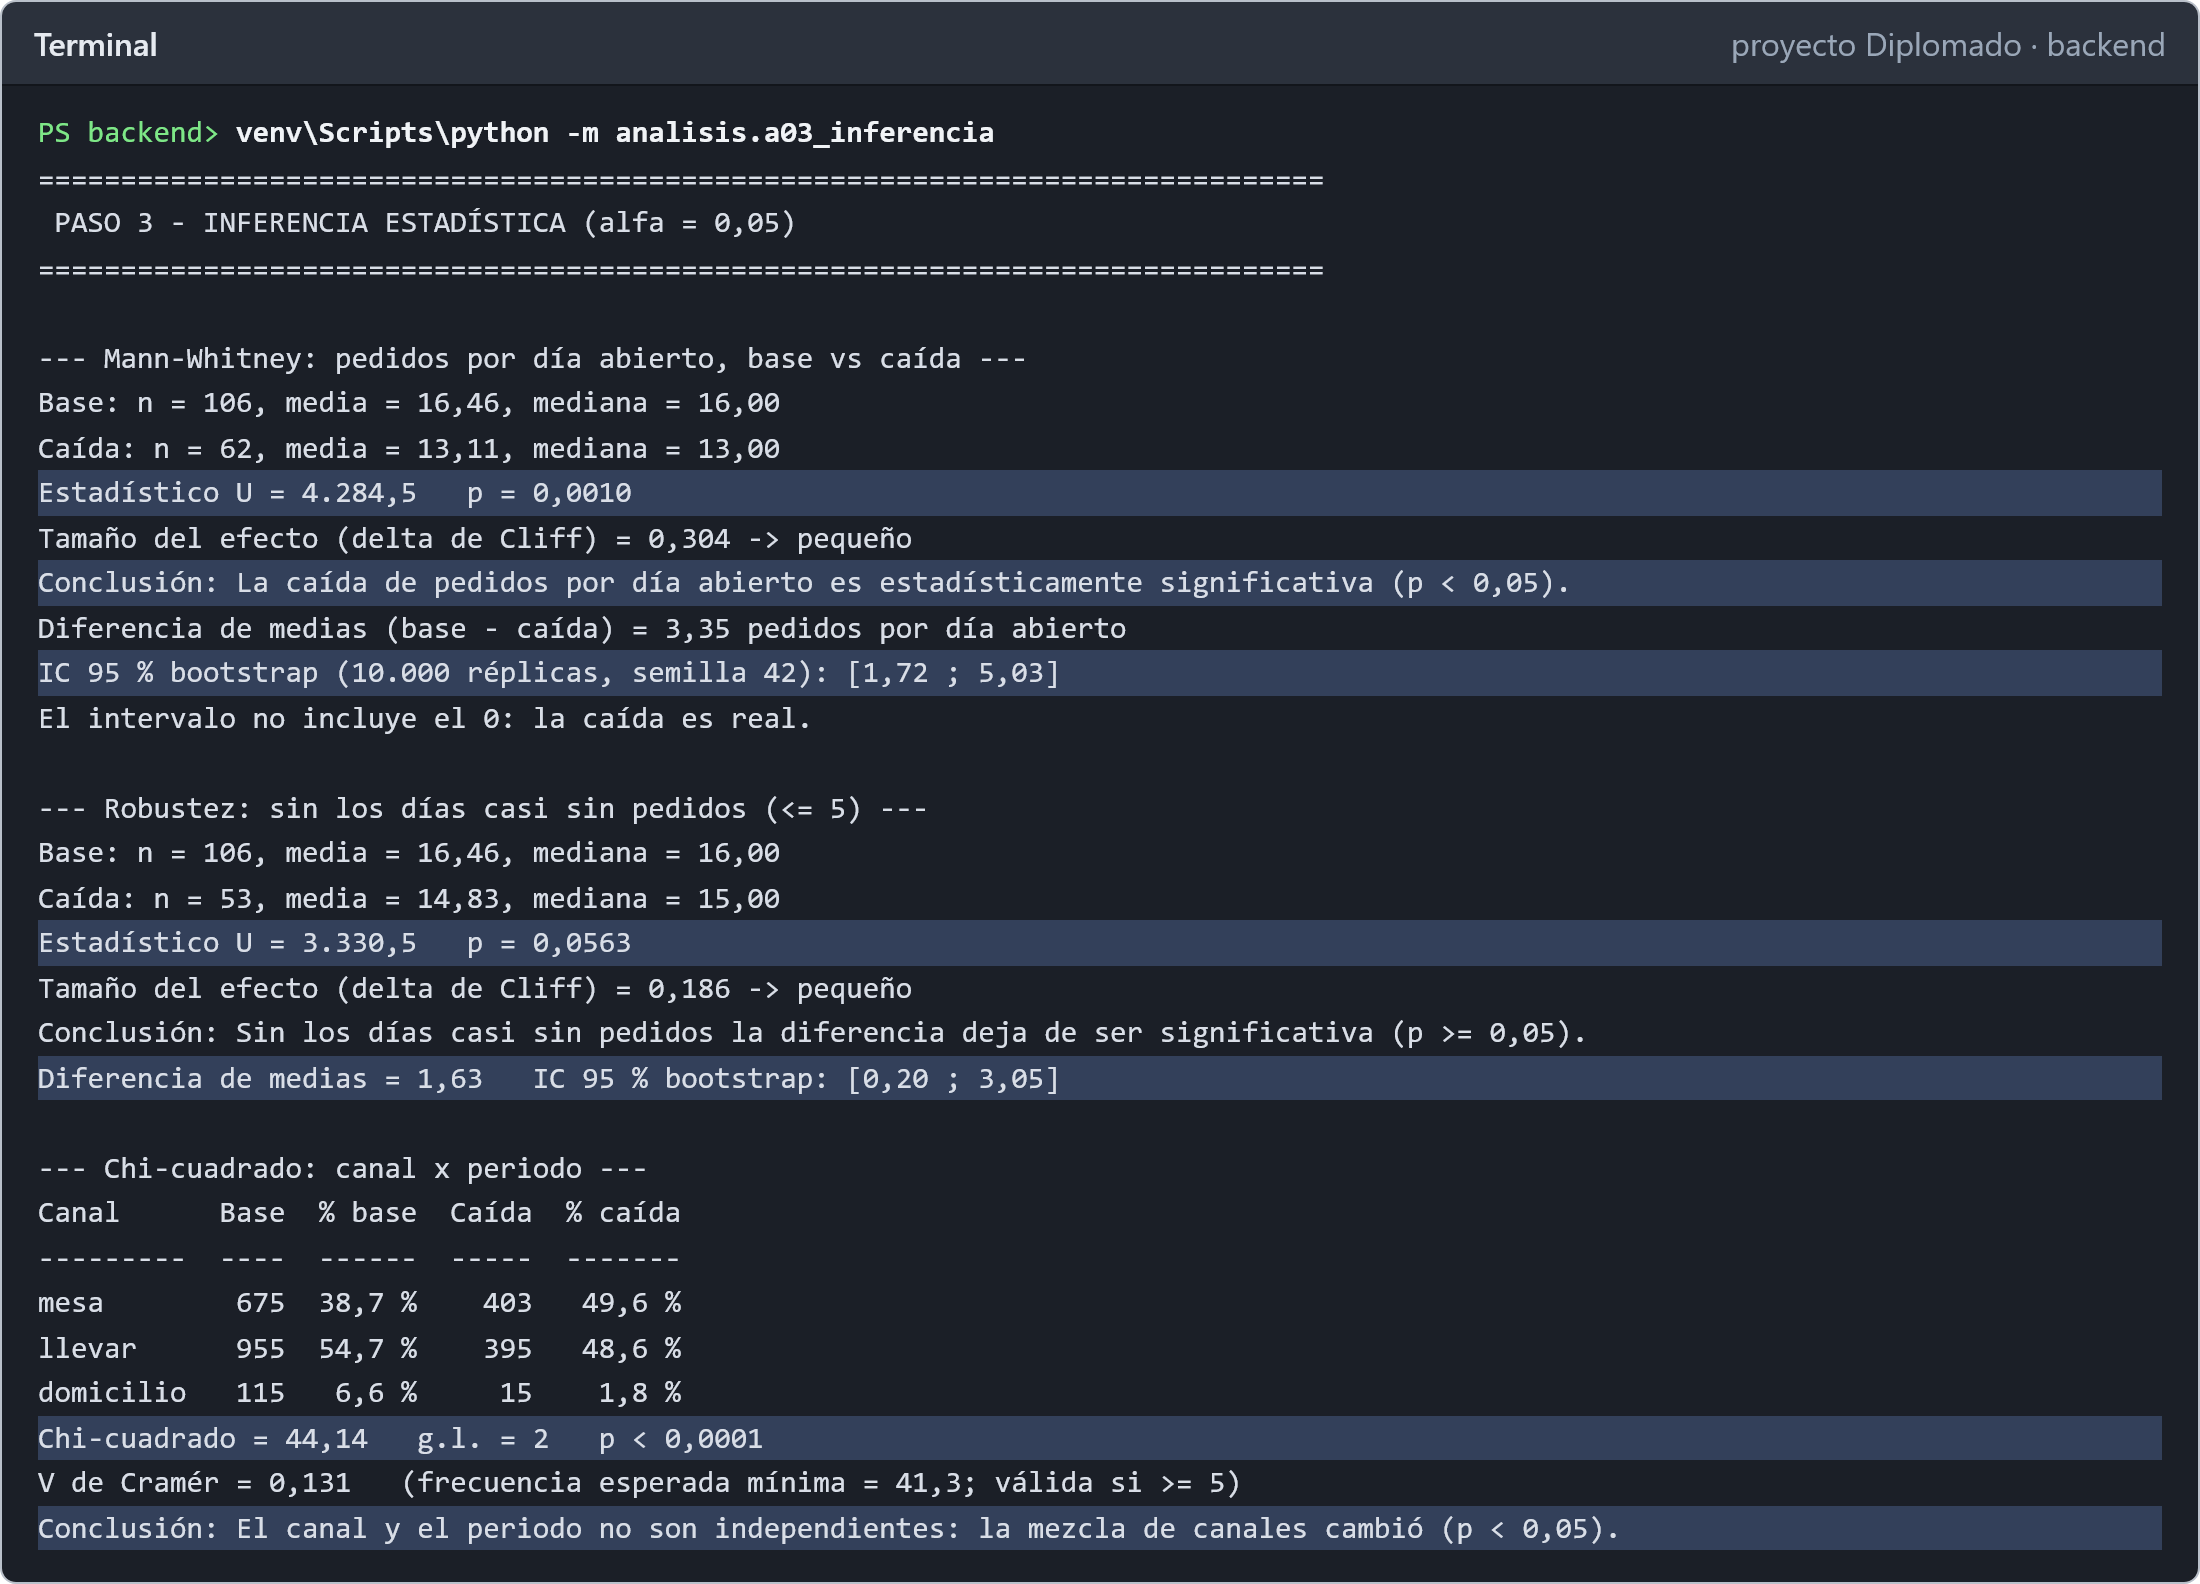 Terminal
proyecto Diplomado · backend
PS backend> venv\Scripts\python -m analisis.a03_inferencia
==============================================================================
PASO 3 - INFERENCIA ESTADÍSTICA (alfa = 0,05)
==============================================================================
--- Mann-Whitney: pedidos por día abierto, base vs caída ---
Base: n = 106, media = 16,46, mediana = 16,00
Caída: n = 62, media = 13,11, mediana = 13,00
Estadístico U = 4.284,5   p = 0,0010
Tamaño del efecto (delta de Cliff) = 0,304 -> pequeño
Conclusión: La caída de pedidos por día abierto es estadísticamente significativa (p < 0,05).
Diferencia de medias (base - caída) = 3,35 pedidos por día abierto
IC 95 % bootstrap (10.000 réplicas, semilla 42): [1,72 ; 5,03]
El intervalo no incluye el 0: la caída es real.
--- Robustez: sin los días casi sin pedidos (<= 5) ---
Base: n = 106, media = 16,46, mediana = 16,00
Caída: n = 53, media = 14,83, mediana = 15,00
Estadístico U = 3.330,5   p = 0,0563
Tamaño del efecto (delta de Cliff) = 0,186 -> pequeño
Conclusión: Sin los días casi sin pedidos la diferencia deja de ser significativa (p >= 0,05).
Diferencia de medias = 1,63   IC 95 % bootstrap: [0,20 ; 3,05]
--- Chi-cuadrado: canal x periodo ---
Canal      Base  % base  Caída  % caída
---------  ----  ------  -----  -------
mesa        675  38,7 %    403   49,6 %
llevar      955  54,7 %    395   48,6 %
domicilio   115   6,6 %     15    1,8 %
Chi-cuadrado = 44,14   g.l. = 2   p < 0,0001
V de Cramér = 0,131   (frecuencia esperada mínima = 41,3; válida si >= 5)
Conclusión: El canal y el periodo no son independientes: la mezcla de canales cambió (p < 0,05).